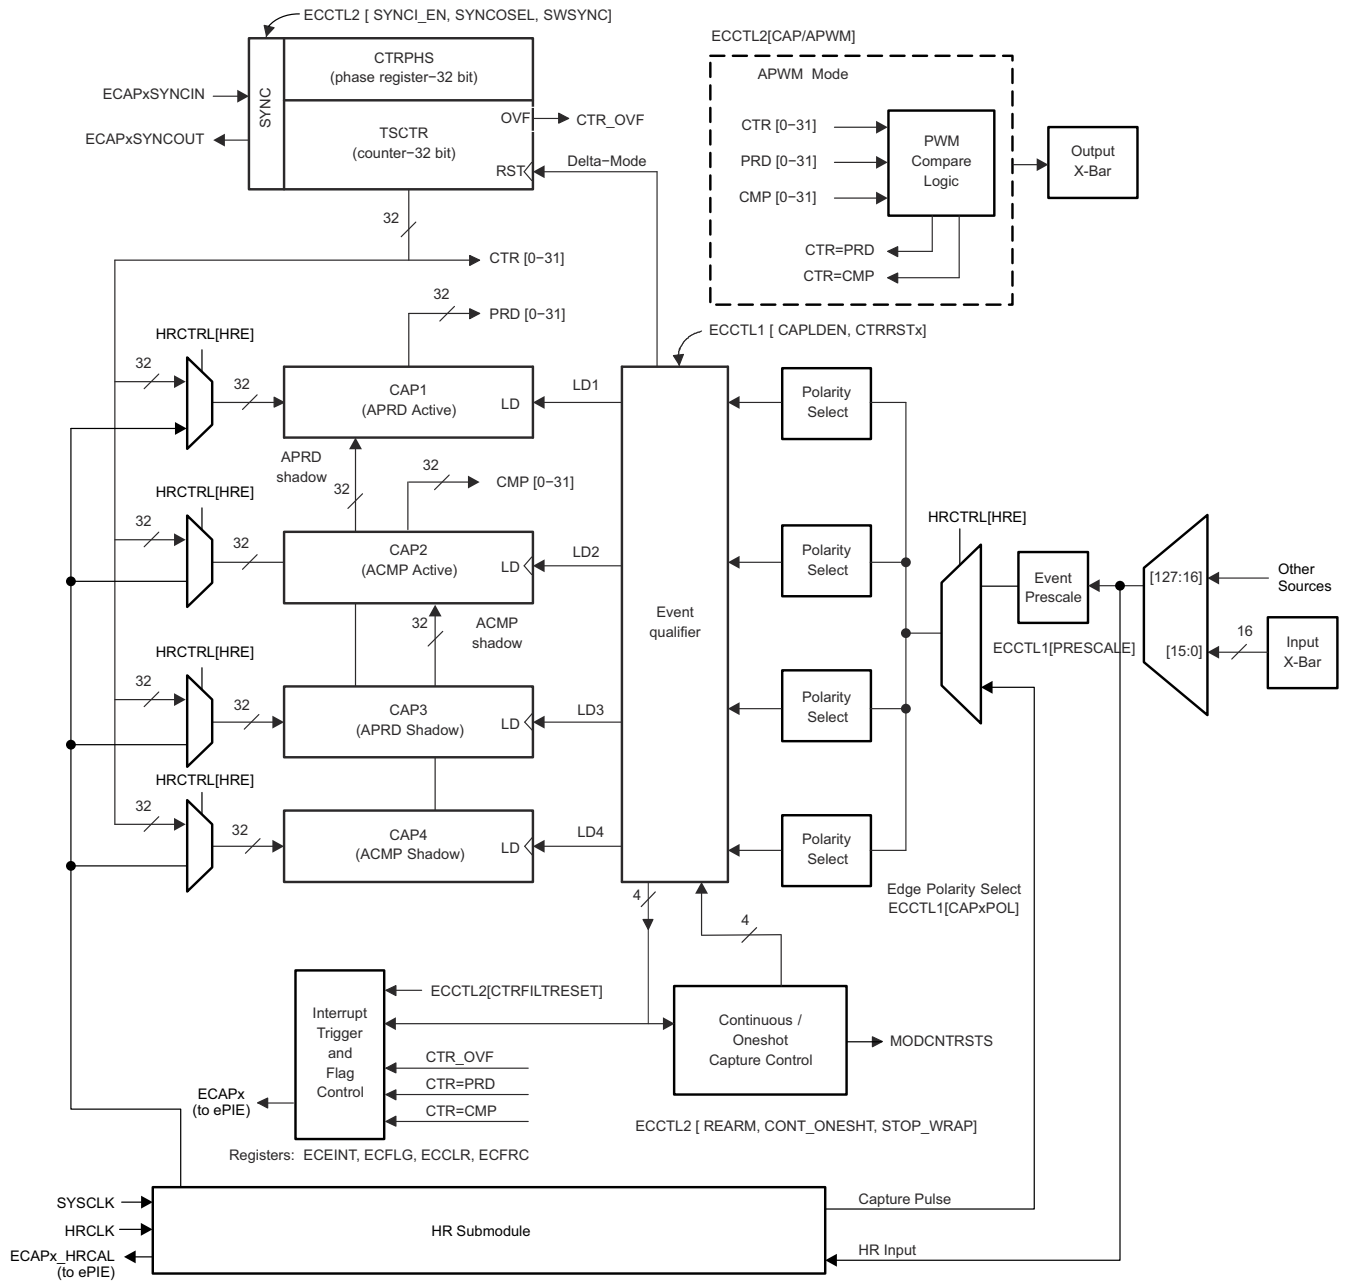 ECCTL2 [ SYNCI_EN, SYNCOSEL, SWSYNC]
SYNC
CTRPHS
(phase register−32 bit)
ECAPxSYNCIN
ECAPxSYNCOUT
TSCTR
(counter−32 bit)
OVF
CTR_OVF
RST
Delta−Mode
32
CTR [0−31]
32
PRD [0−31]
ECCTL2[CAP/APWM]
APWM Mode
CTR [0−31]
PRD [0−31]
CMP [0−31]
PWM
Compare
Logic
CTR=PRD
CTR=CMP
Output
X-Bar
ECCTL1 [ CAPLDEN, CTRRSTx]
HRCTRL[HRE]
32
32
CAP1
(APRD Active)
LD
LD1
Polarity
Select
APRD
shadow
32
32
CMP [0−31]
HRCTRL[HRE]
32
32
CAP2
(ACMP Active)
LD
LD2
Polarity
Select
32
ACMP
shadow
Event
qualifier
HRCTRL[HRE]
Event
Prescale
ECCTL1[PRESCALE]
[127:16]
[15:0]
Other
Sources
16
Input
X-Bar
HRCTRL[HRE]
32
32
CAP3
(APRD Shadow)
LD
LD3
Polarity
Select
HRCTRL[HRE]
32
32
CAP4
(ACMP Shadow)
LD
LD4
Polarity
Select
Edge Polarity Select
ECCTL1[CAPxPOL]
4
4
Interrupt
Trigger
and
Flag
Control
ECCTL2[CTRFILTRESET]
CTR_OVF
CTR=PRD
CTR=CMP
ECAPx
(to ePIE)
Continuous /
Oneshot
Capture Control
MODCNTRSTS
ECCTL2 [ REARM, CONT_ONESHT, STOP_WRAP]
Registers: ECEINT, ECFLG, ECCLR, ECFRC
SYSCLK
HRCLK
ECAPx_HRCAL
(to ePIE)
HR Submodule
Capture Pulse
HR Input